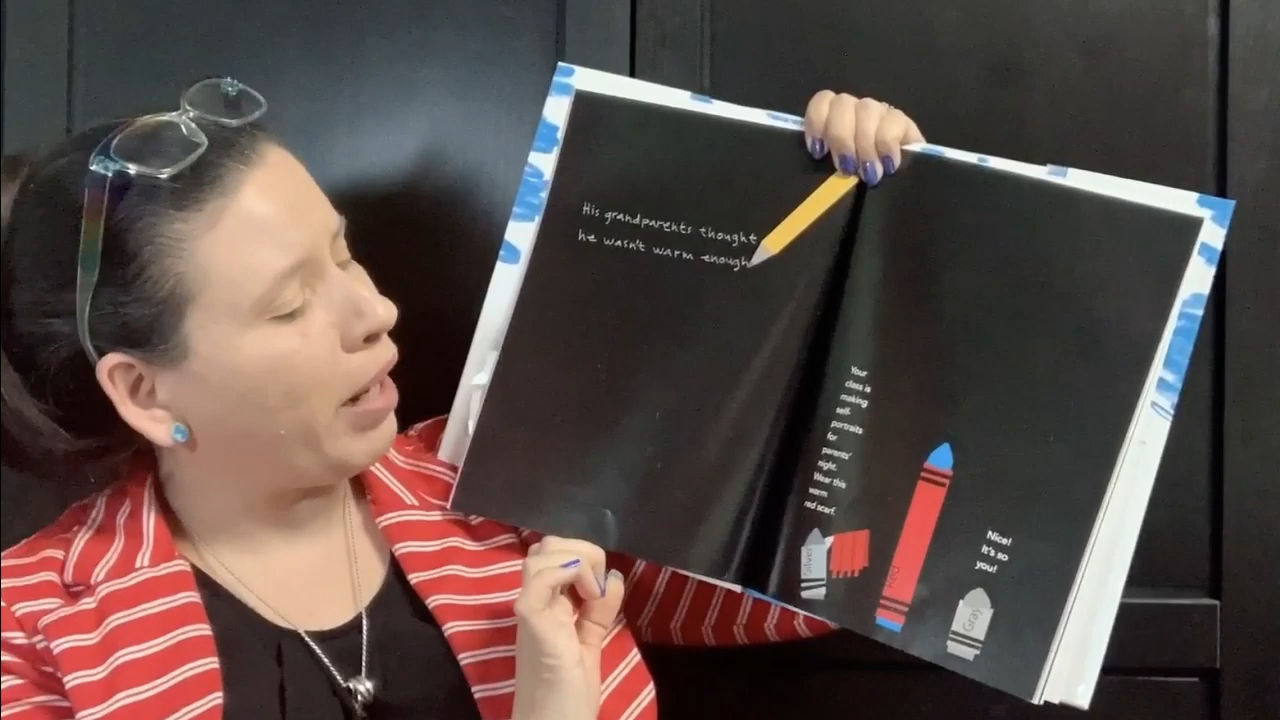 His grandparents thought
he wasn't warm enough
Your
class is
making
self-
portraits
for
parents'
night.
Wear this
warm
red scarf.
Silver
Red
Nice!
It's so
you!
Gray